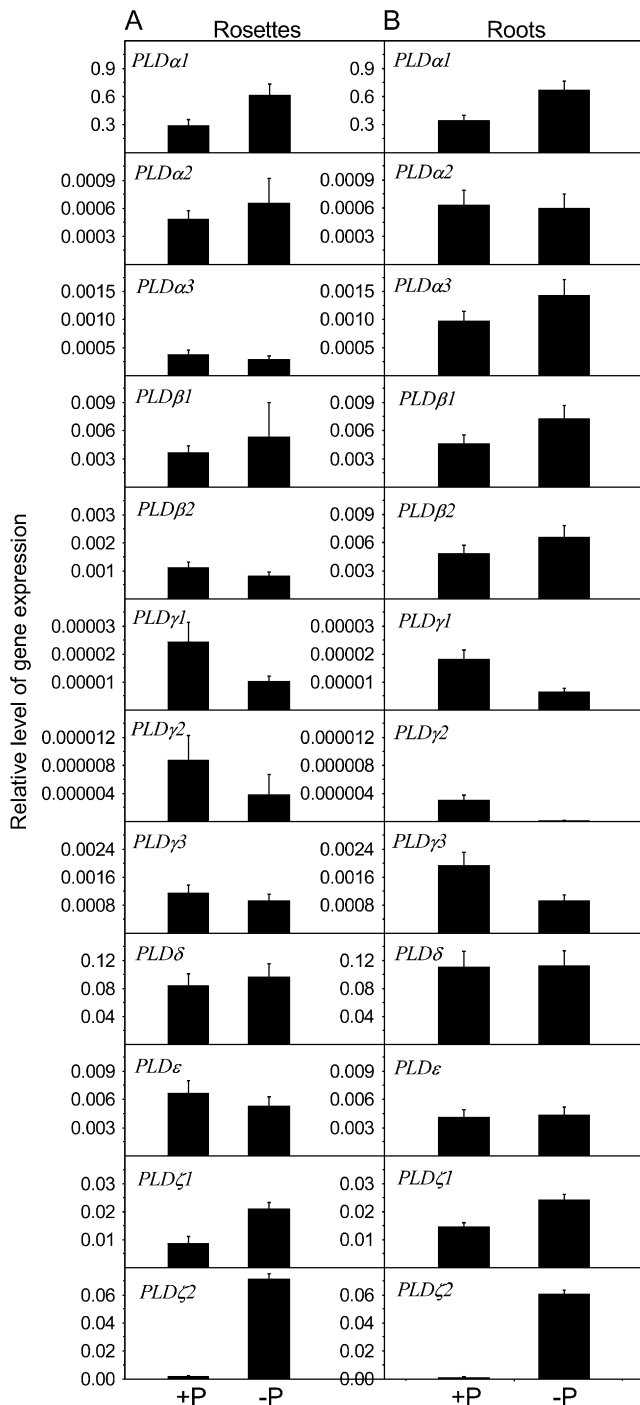 A
Rosettes
B
Roots
Relative level of gene expression
PLDα1
0.9
0.6
0.3
PLDα1
0.9
0.6
0.3
PLDα2
0.0009
0.0006
0.0003
PLDα2
0.0009
0.0006
0.0003
PLDα3
0.0015
0.0010
0.0005
PLDα3
0.0015
0.0010
0.0005
PLDβ1
0.009
0.006
0.003
PLDβ1
0.009
0.006
0.003
PLDβ2
0.003
0.002
0.001
PLDβ2
0.009
0.006
0.003
PLDγ1
0.00003
0.00002
0.00001
PLDγ1
0.00003
0.00002
0.00001
PLDγ2
0.000012
0.000008
0.000004
PLDγ2
0.000012
0.000008
0.000004
PLDγ3
0.0024
0.0016
0.0008
PLDγ3
0.0024
0.0016
0.0008
PLDδ
0.12
0.08
0.04
PLDδ
0.12
0.08
0.04
PLDε
0.009
0.006
0.003
PLDε
0.009
0.006
0.003
PLDζ1
0.03
0.02
0.01
PLDζ1
0.03
0.02
0.01
PLDζ2
0.06
0.04
0.02
0.00
PLDζ2
0.06
0.04
0.02
0.00
+P
-P
+P
-P